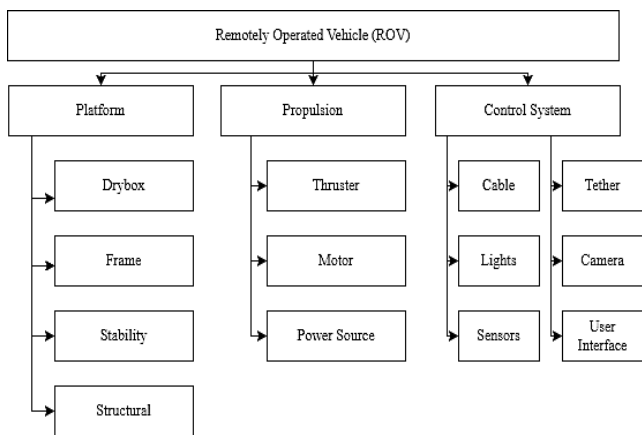 Remotely Operated Vehicle (ROV)
Platform
Propulsion
Control System
Drybox
Thruster
Cable
Tether
Frame
Motor
Lights
Camera
Stability
Power Source
Sensors
User
Interface
Structural